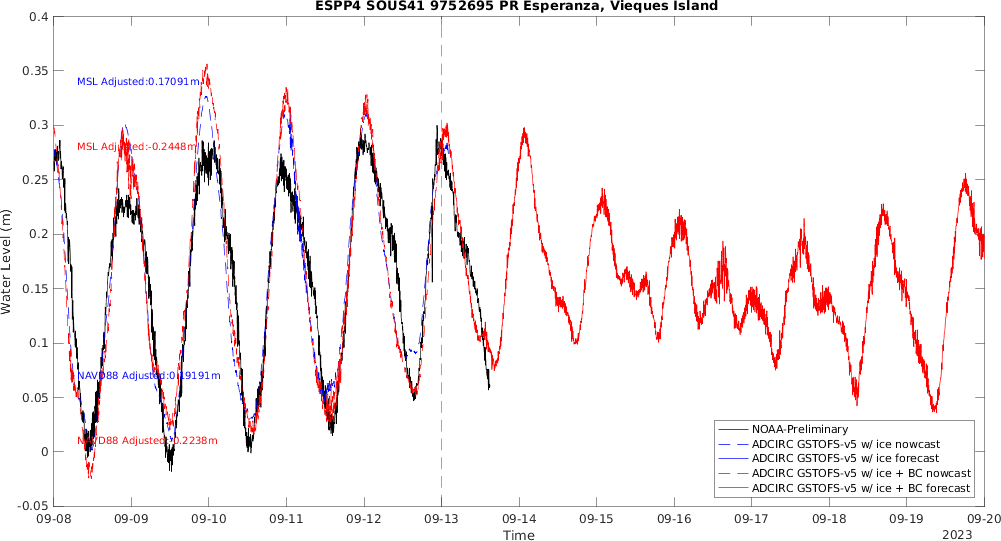 ESPP4 SOUS41 9752695 PR Esperanza, Vieques Island
0.4
0.35
0.3
0.25
0.2
0.15
0.1
0.05
0
-0.05
Water Level (m)
MSL Adjusted:0.17091m
MSL Adjusted:-0.2448m
NAVD88 Adjusted:0.19191m
NAVD88 Adjusted:-0.2238m
NOAA-Preliminary
ADCIRC GSTOFS-v5 w/ ice nowcast
ADCIRC GSTOFS-v5 w/ ice forecast
ADCIRC GSTOFS-v5 w/ ice + BC nowcast
ADCIRC GSTOFS-v5 w/ ice + BC forecast
09-08 09-09 09-10 09-11 09-12 09-13 09-14 09-15 09-16 09-17 09-18 09-19 09-20
Time
2023